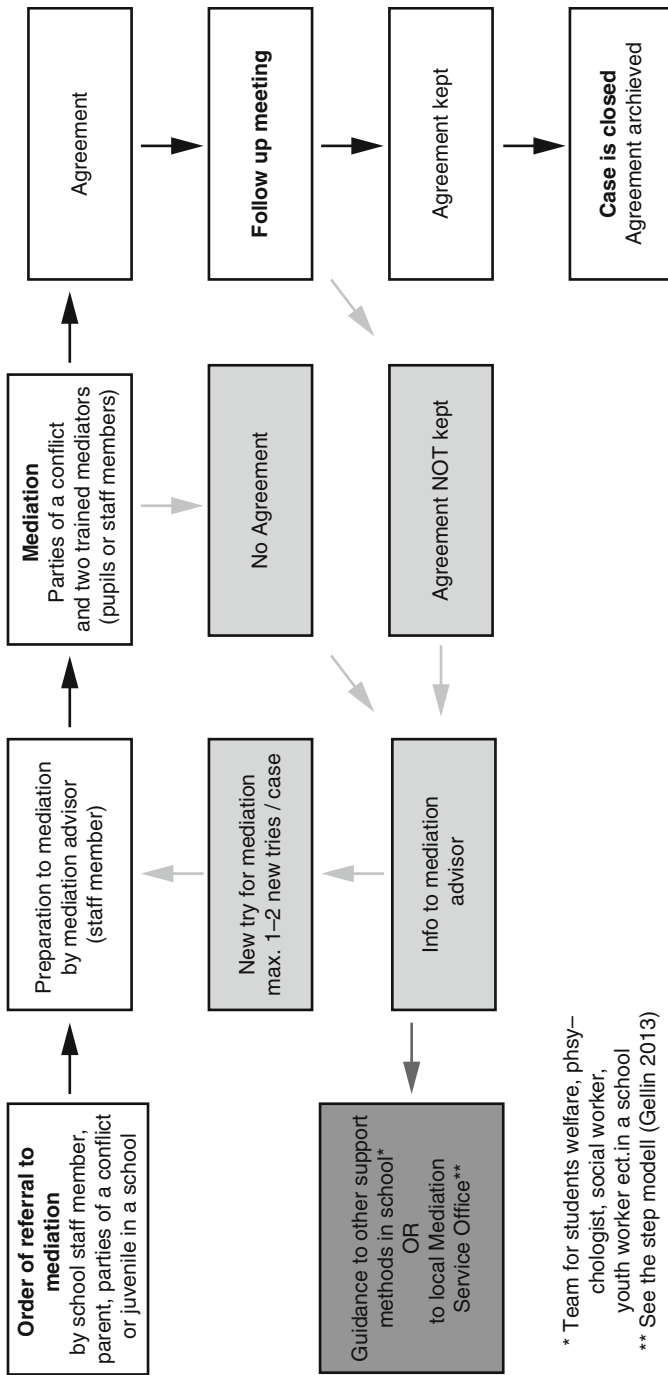 Order of referral to
mediation
by school staff member,
parent, parties of a conflict
or juvenile in a school
Preparation to mediation
by mediation advisor
(staff member)
Mediation
Parties of a conflict
and two trained mediators
(pupils or staff members)
Agreement
New try for mediation
max. 1–2 new tries / case
No Agreement
Follow up meeting
Guidance to other support
methods in school*
OR
to local Mediation
Service Office**
Info to mediation
advisor
Agreement NOT kept
Agreement kept
Case is closed
Agreement archieved
* Team for students welfare, phsy–
chologist, social worker,
youth worker ect.in a school
** See the step modell (Gellin 2013)